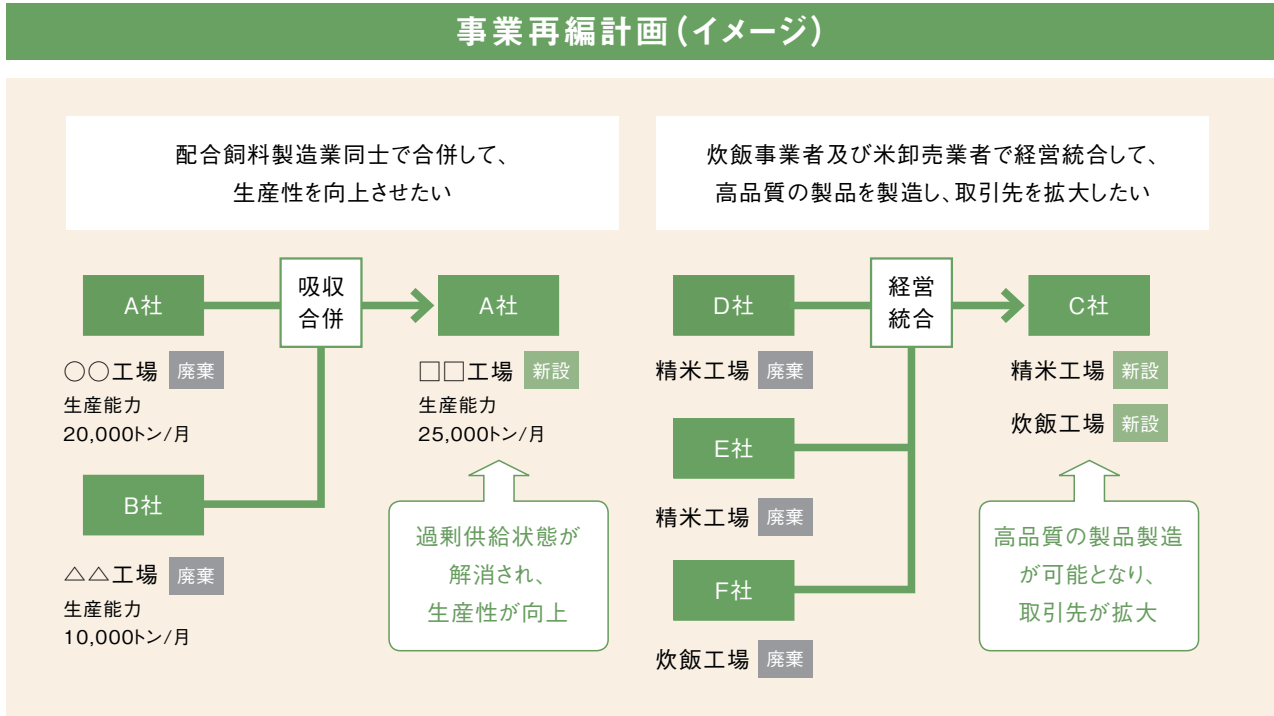 事業再編計画(イメージ)
配合飼料製造業同士で合併して、
生産性を向上させたい
A社
吸収
合併
A社
○○工場 廃棄
生産能力
20,000トン/月
□□工場 新設
生産能力
25,000トン/月
B社
△△工場 廃棄
生産能力
10,000トン/月
過剰供給状態が
解消され、
生産性が向上
炊飯事業者及び米卸売業者で経営統合して、
高品質の製品を製造し、取引先を拡大したい
D社
経営
統合
C社
精米工場 廃棄
精米工場 新設
炊飯工場 新設
E社
精米工場 廃棄
F社
炊飯工場 廃棄
高品質の製品製造
が可能となり、
取引先が拡大